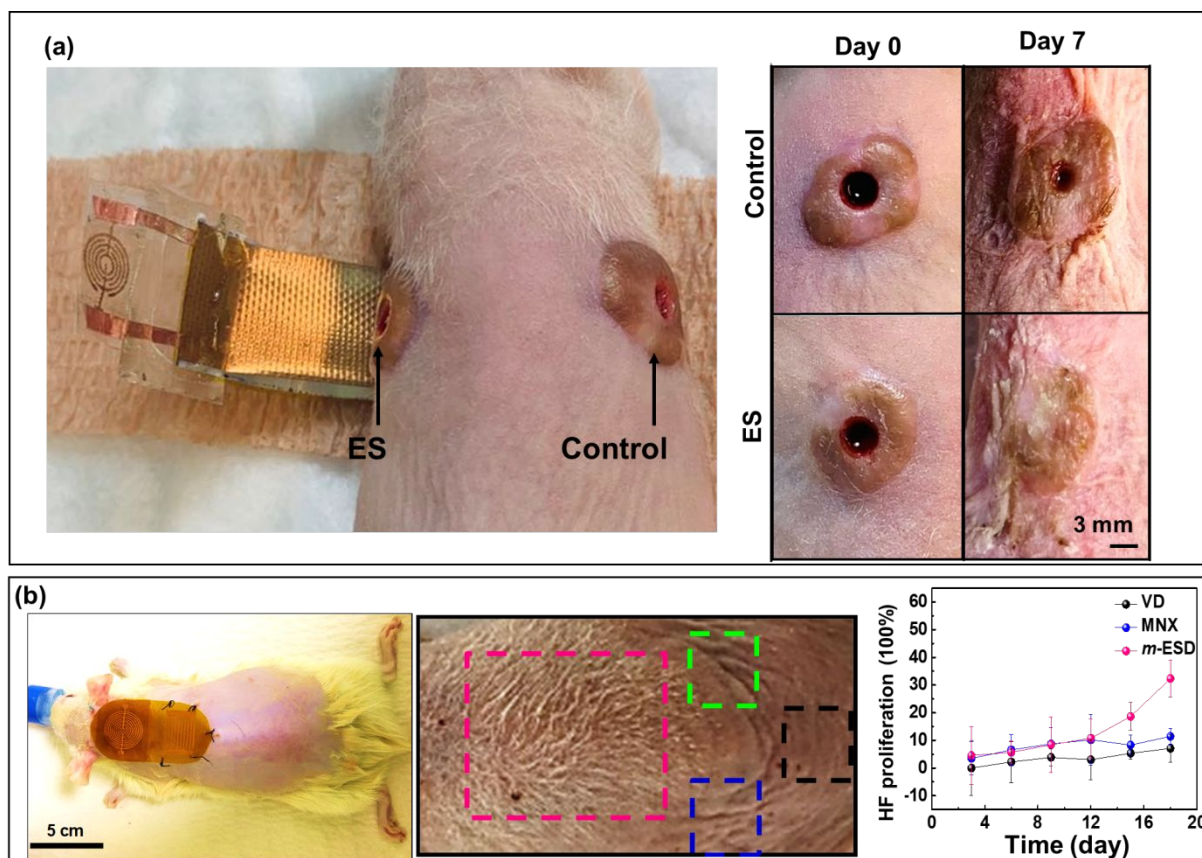 (a)
Day 0
Day 7
Control
ES
ES
Control
3 mm
(b)
5 cm
HF proliferation (100%)
60
50
40
30
20
10
0
-10
VD
MNX
m-ESD
0
4
8
12
16
20
Time (day)